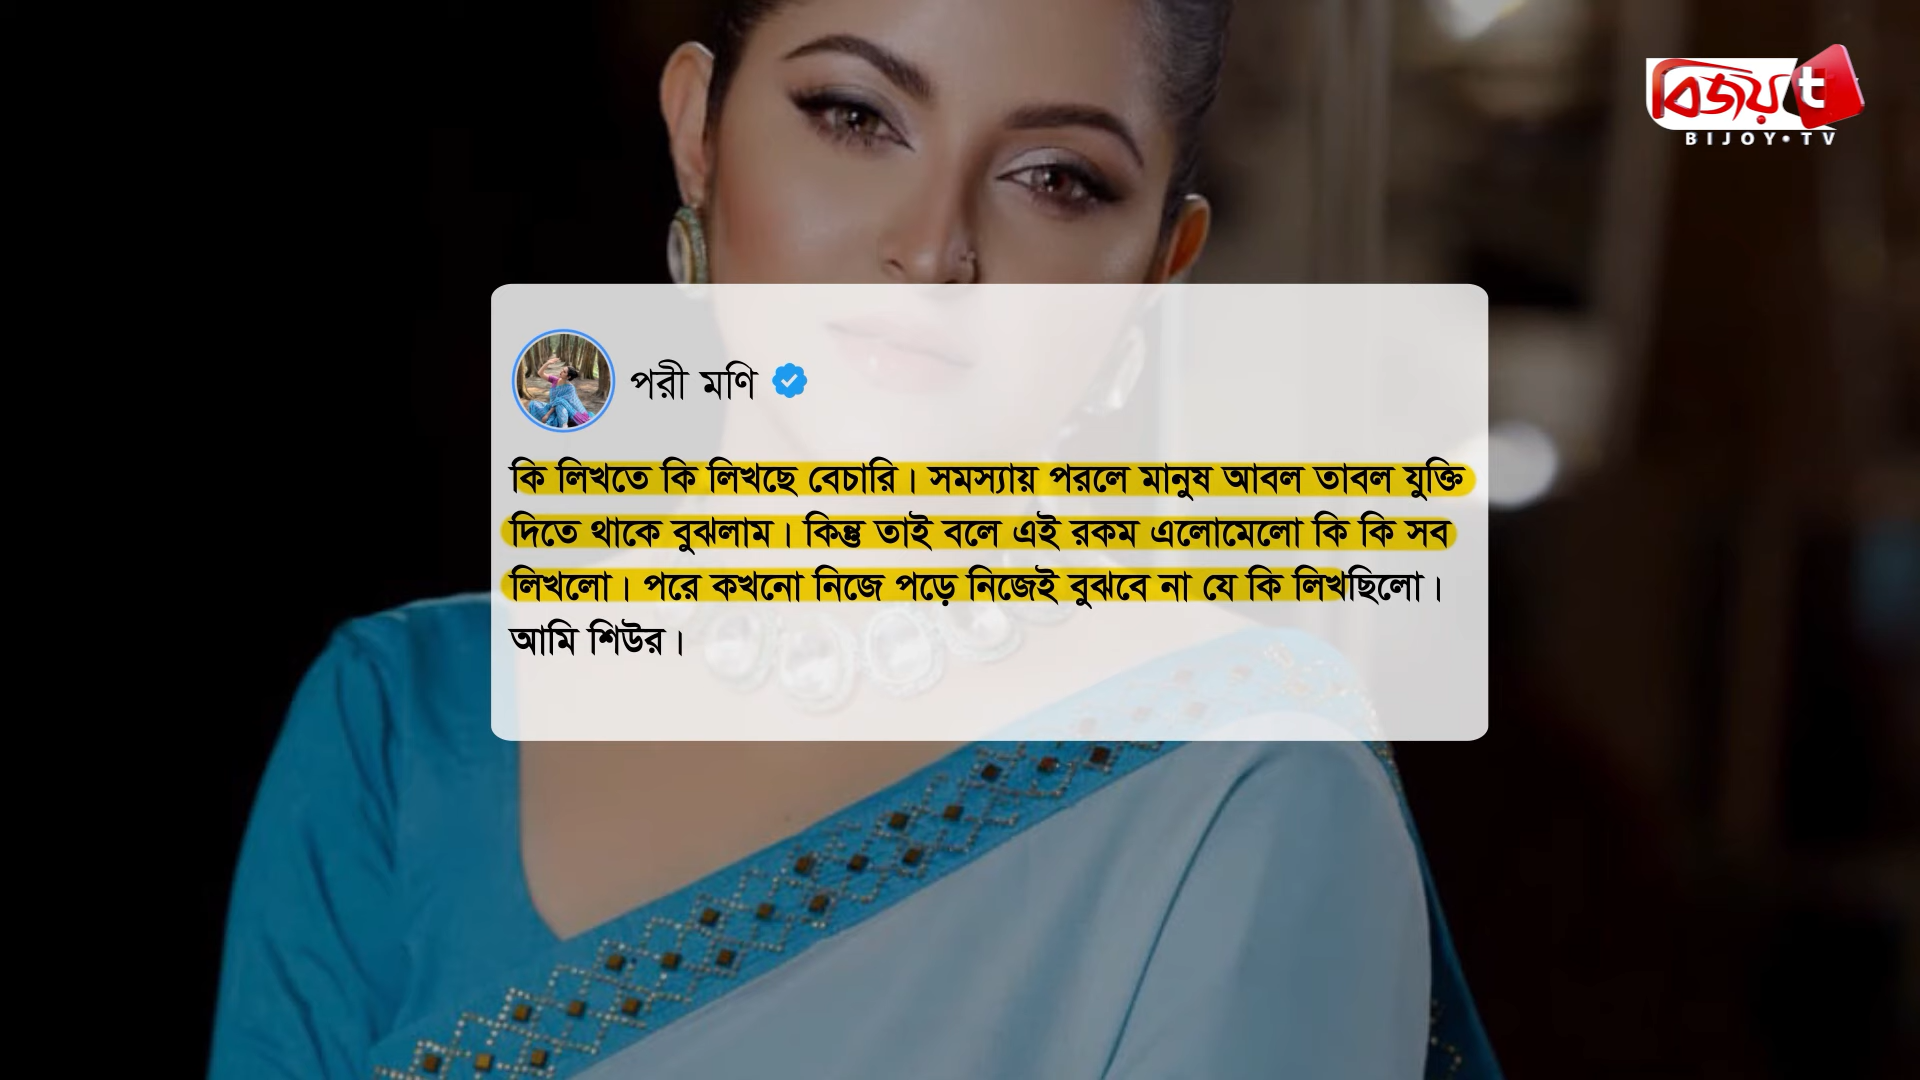 বিজয় t
BIJOY•TV
পরী মণি
কি লিখতে কি লিখছে বেচারি। সমস্যায় পরলে মানুষ আবল তাবল যুক্তি
দিতে থাকে বুঝলাম। কিন্তু তাই বলে এই রকম এলোমেলো কি কি সব
লিখলো। পরে কখনো নিজে পড়ে নিজেই বুঝবে না যে কি লিখছিলো।
আমি শিউর।